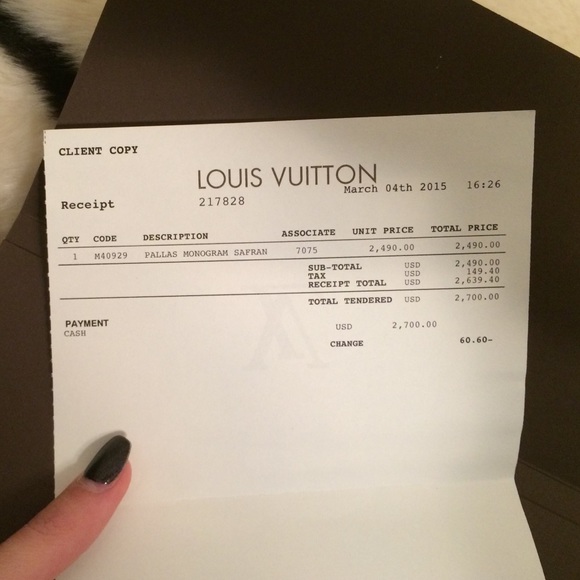 CLIENT COPY
LOUIS VUITTON
March 04th 2015 16:26
Receipt 217828
QTY CODE DESCRIPTION ASSOCIATE UNIT PRICE TOTAL PRICE
1 M40929 PALLAS MONOGRAM SAFRAN 7075 2,490.00 2,490.00
SUB-TOTAL USD 2,490.00
TAX USD 149.40
RECEIPT TOTAL USD 2,639.40
TOTAL TENDERED USD 2,700.00
PAYMENT
CASH USD 2,700.00
CHANGE 60.60-